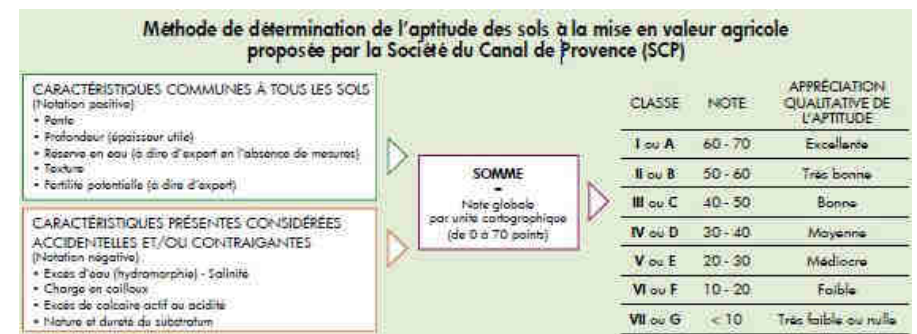 Méthode de détermination de l'aptitude des sols à la mise en valeur agricole
proposée par la Société du Canal de Provence (SCP)
CARACTÉRISTIQUES COMMUNES À TOUS LES SOLS
(Notation positive)
• Pente
• Profondeur (épaisseur utile)
• Réserve en eau (à dire d'expert en l'absence de mesures)
• Texture
• Fertilité potentielle (à dire d'expert)
CARACTÉRISTIQUES PRÉSENTES CONSIDÉRÉES
ACCIDENTELLES ET/OU CONTRAIGANTES
(Notation négative)
• Excès d'eau (hydromorphie) - Salinité
• Charge en cailloux
• Excès de calcaire actif ou acidité
• Nature et dureté du substratum
SOMME
=
Note globale
par unité cartographique
(de 0 à 70 points)
CLASSE NOTE APPRÉCIATION
QUALITATIVE DE
L'APTITUDE
I ou A 60 - 70 Excellente
II ou B 50 - 60 Très bonne
III ou C 40 - 50 Bonne
IV ou D 30 - 40 Moyenne
V ou E 20 - 30 Médiocre
VI ou F 10 - 20 Faible
VII ou G < 10 Très faible ou nulle